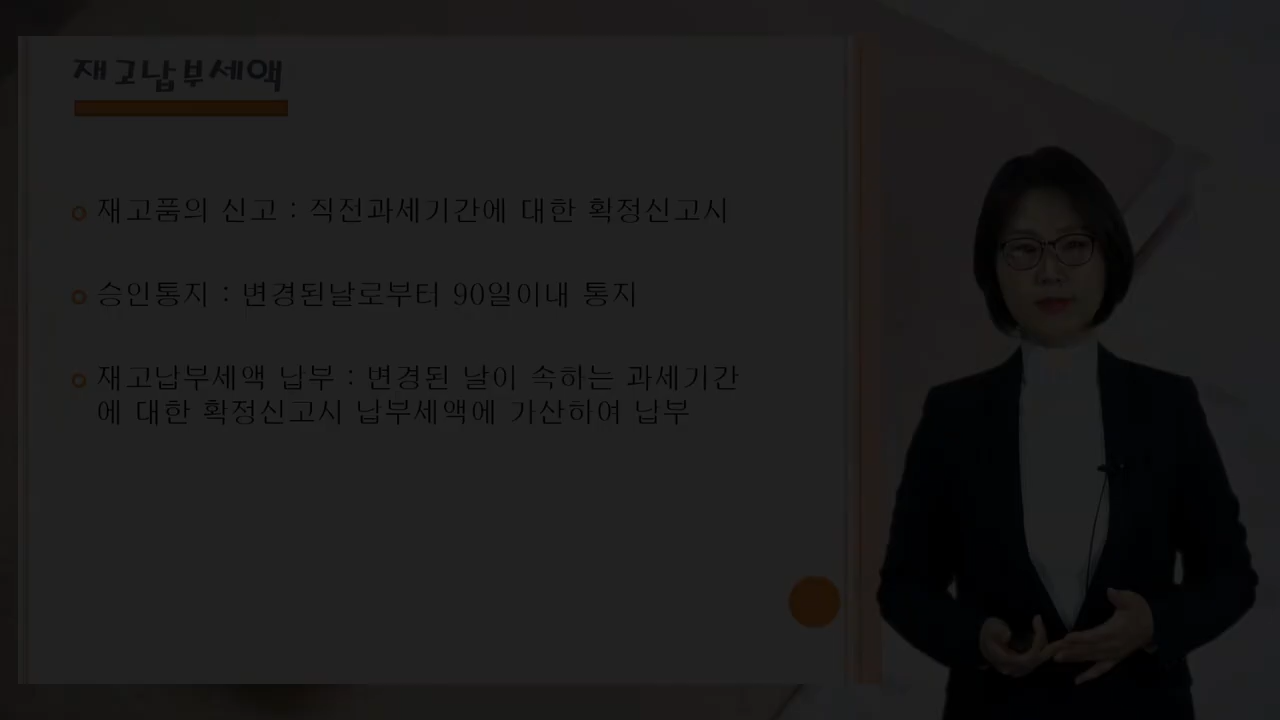 재고납부세액
재고품의 신고 : 직전과세기간에 대한 확정신고시
승인통지 : 변경된날로부터 90일이내 통지
재고납부세액 납부 : 변경된 날이 속하는 과세기간
에 대한 확정신고시 납부세액에 가산하여 납부